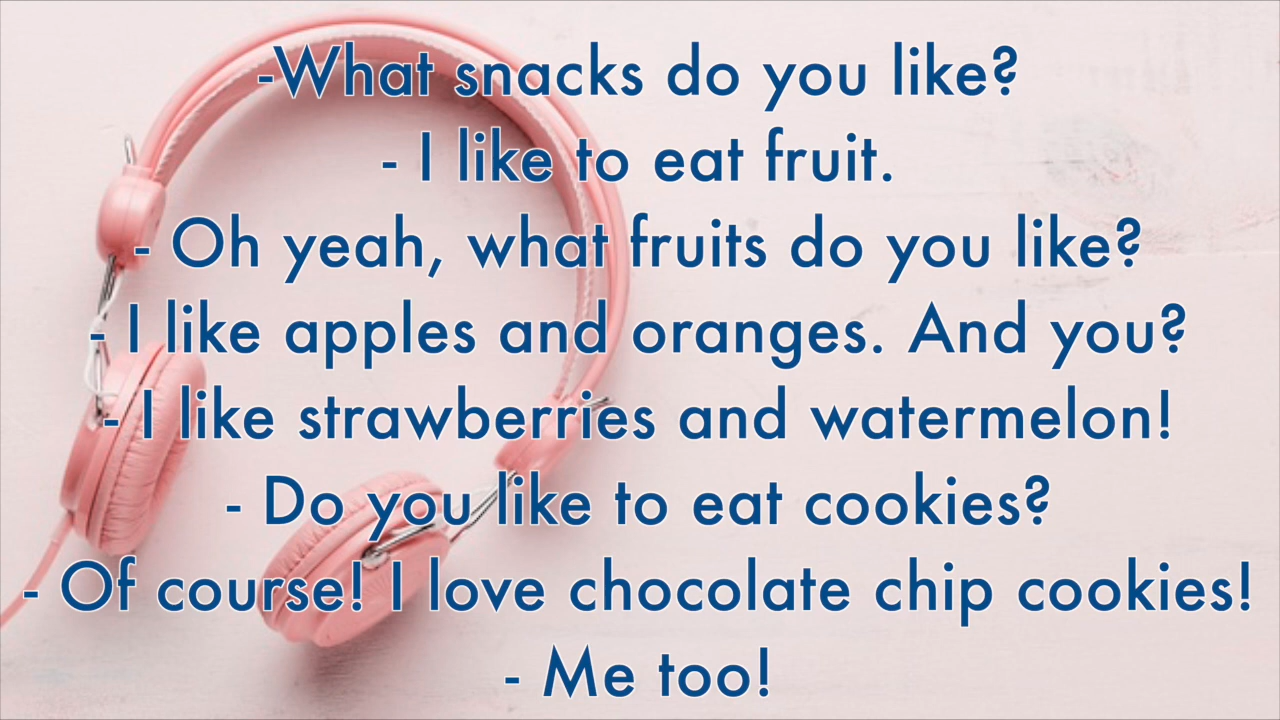 -What snacks do you like?
- I like to eat fruit.
- Oh yeah, what fruits do you like?
- I like apples and oranges. And you?
- I like strawberries and watermelon!
- Do you like to eat cookies?
- Of course! I love chocolate chip cookies!
- Me too!